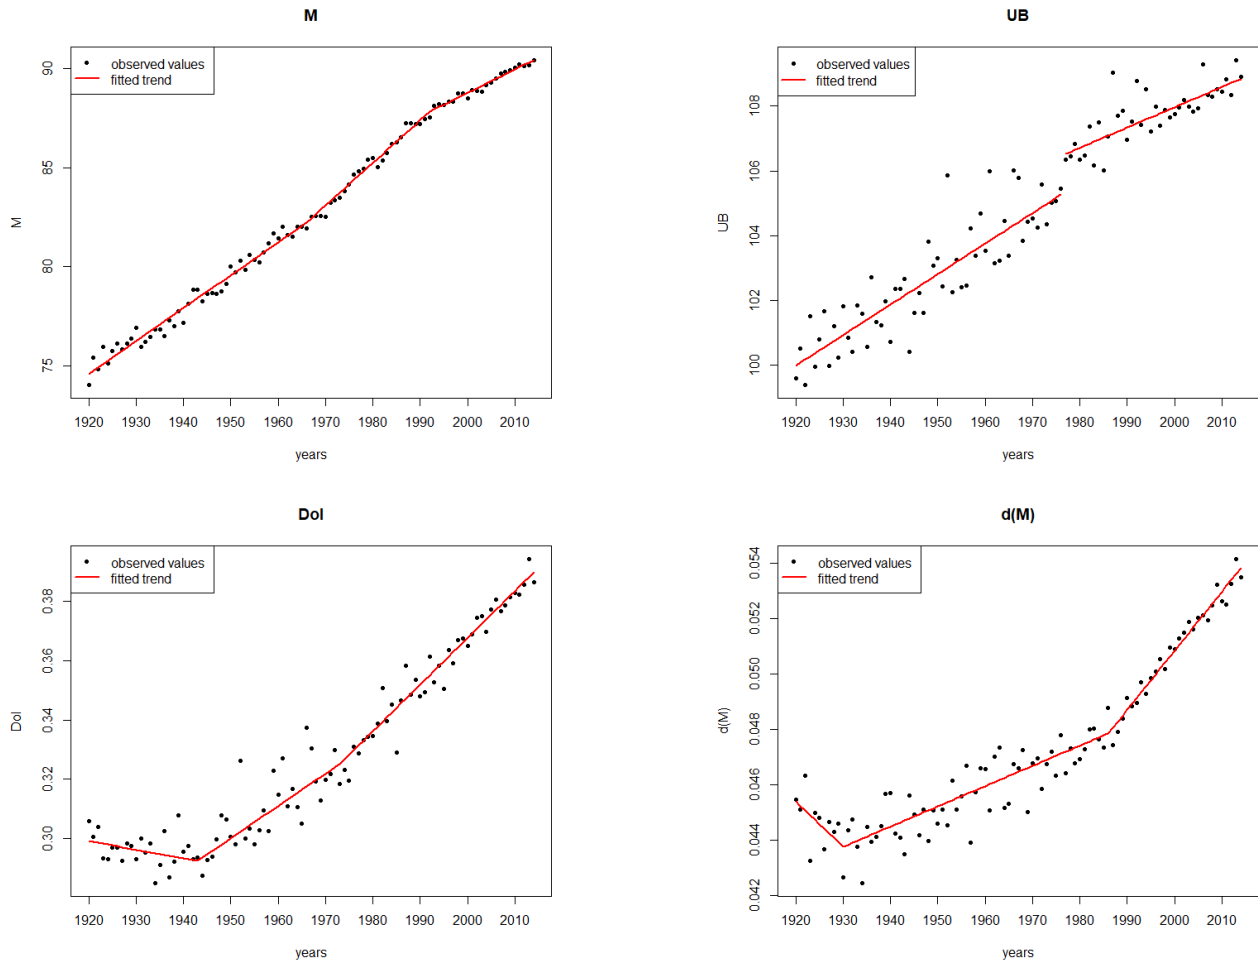 M
observed values
fitted trend
90
85
80
75
M
1920 1930 1940 1950 1960 1970 1980 1990 2000 2010
years
UB
observed values
fitted trend
108
106
104
102
100
UB
1920 1930 1940 1950 1960 1970 1980 1990 2000 2010
years
DoI
observed values
fitted trend
0.38
0.36
0.34
0.32
0.30
DoI
1920 1930 1940 1950 1960 1970 1980 1990 2000 2010
years
d(M)
observed values
fitted trend
0.054
0.052
0.050
0.048
0.046
0.044
0.042
d(M)
1920 1930 1940 1950 1960 1970 1980 1990 2000 2010
years